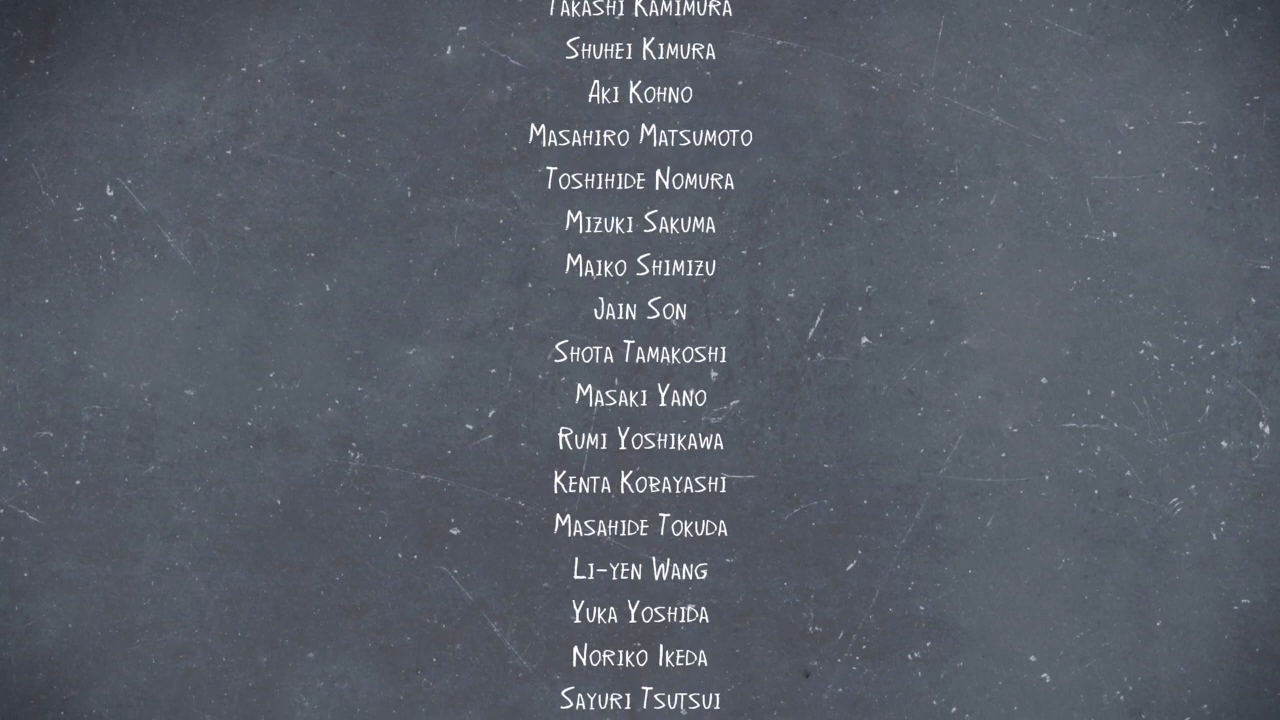 Takashi Kamimura
Shuhei Kimura
Aki Kohno
Masahiro Matsumoto
Toshihide Nomura
Mizuki Sakuma
Maiko Shimizu
Jain Son
Shota Tamakoshi
Masaki Yano
Rumi Yoshikawa
Kenta Kobayashi
Masahide Tokuda
Li-yen Wang
Yuka Yoshida
Noriko Ikeda
Sayuri Tsutsui